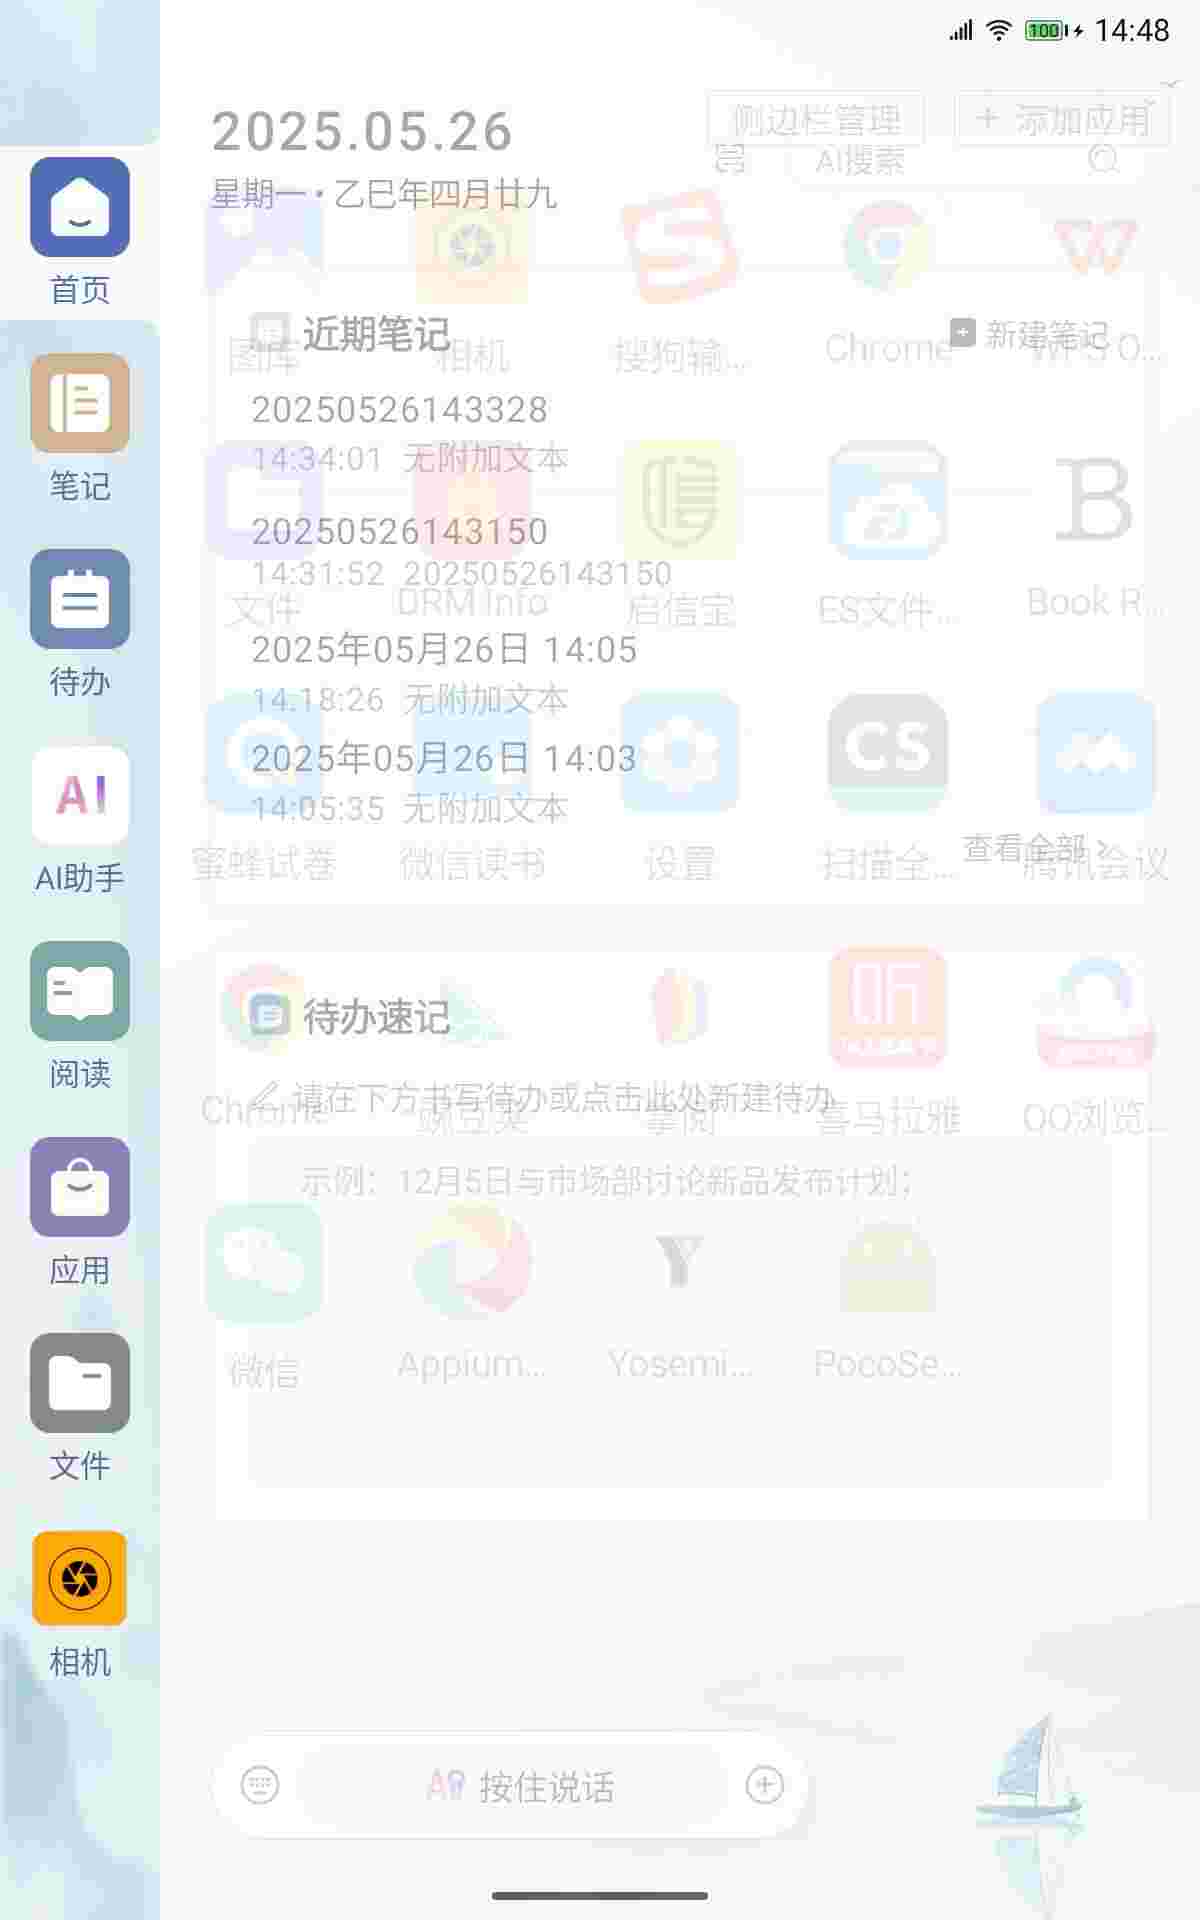 100 14:48
2025.05.26
侧边栏管理
+ 添加应用
AI搜索
星期一·乙巳年四月廿九
首页
近期笔记
新建笔记
图库
相机
搜狗输...
Chrome
WPS O...
20250526143328
14:34:01 无附加文本
笔记
20250526143150
14:31:52 20250526143150
文件
DRM Info
启信宝
ES文件...
Book R...
B
2025年05月26日 14:05
14:18:26 无附加文本
待办
2025年05月26日 14:03
14:05:35 无附加文本
CS
AI
AI助手
查看全部 >
蜜蜂试卷
微信读书
设置
扫描全...
腾讯会议
待办速记
请在下方书写待办或点击此处新建待办
Chrome
豌豆荚
掌阅
喜马拉雅
QQ浏览...
阅读
示例：12月5日与市场部讨论新品发布计划；
应用
微信
Appium...
Yosemi...
PocoSe...
文件
相机
按住说话